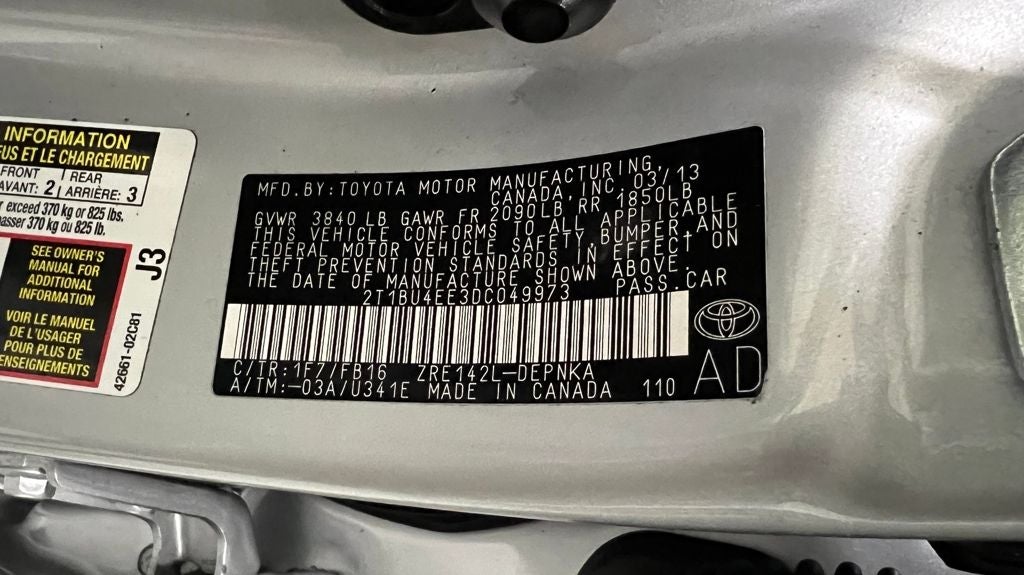 INFORMATION
ET LE CHARGEMENT
FRONT
AVANT: 2
REAR
ARRIÈRE: 3
exceed 370 kg or 825 lbs.
370 kg ou 825 lb.
SEE OWNER'S
MANUAL FOR
ADDITIONAL
INFORMATION
VOIR LE MANUEL
DE L'USAGER
POUR PLUS DE
J3
42661-02C81
MFD. BY: TOYOTA MOTOR MANUFACTURING,
CANADA, INC. 03/13
GVWR 3840 LB GAWR FR 2090LB, RR 1850LB
THIS VEHICLE CONFORMS TO ALL APPLICABLE
FEDERAL MOTOR VEHICLE SAFETY, BUMPER, AND
THEFT PREVENTION STANDARDS IN EFFECT ON
THE DATE OF MANUFACTURE SHOWN ABOVE.
2T1BU4EE3DC049973 PASS.CAR
C/TR:1F7/FB16 ZRE142L-DEPNKA
A/TM:-03A/U341E MADE IN CANADA 110
AD